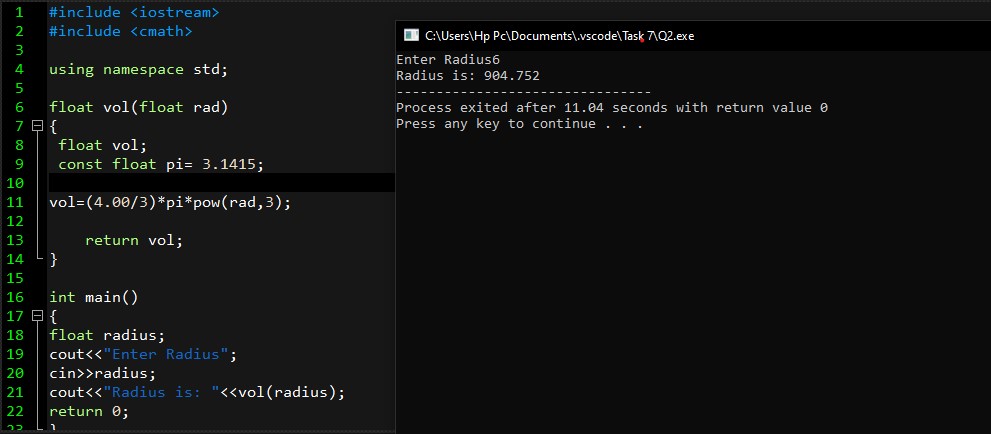 1 #include <iostream>
2 #include <cmath>
3
4 using namespace std;
5
6 float vol(float rad)
7 {
8 float vol;
9 const float pi= 3.1415;
10
11 vol=(4.00/3)*pi*pow(rad,3);
12
13 return vol;
14 }
15
16 int main()
17 {
18 float radius;
19 cout<<"Enter Radius";
20 cin>>radius;
21 cout<<"Radius is: "<<vol(radius);
22 return 0;
23 }
C:\Users\Hp Pc\Documents\.vscode\Task 7\Q2.exe
Enter Radius6
Radius is: 904.752
--------------------------------
Process exited after 11.04 seconds with return value 0
Press any key to continue . . .